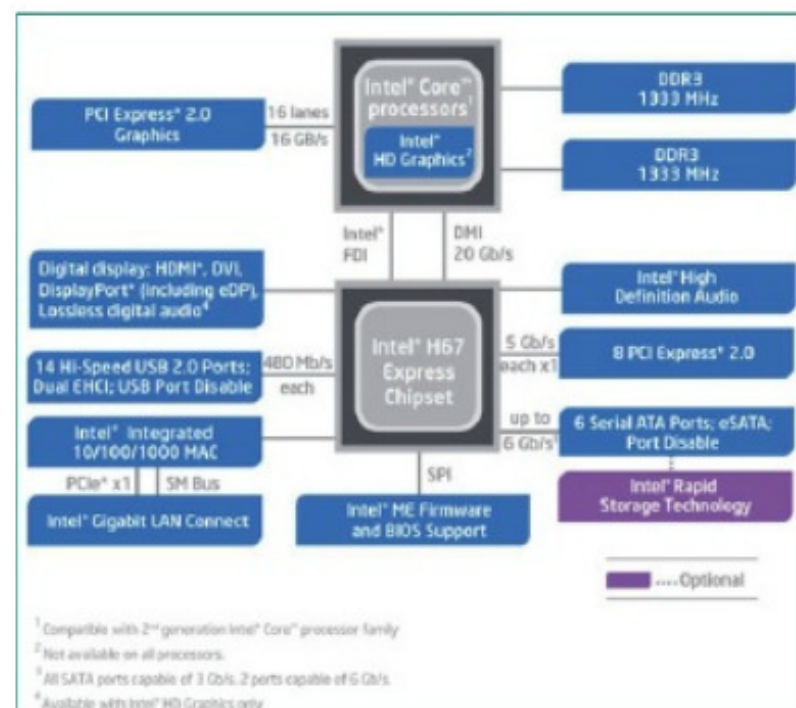 Intel® Core™
processors¹
Intel®
HD Graphics²
PCI Express* 2.0
Graphics
16 lanes
16 GB/s
DDR3
1333 MHz
DDR3
1333 MHz
Intel®
FDI
DMI
20 Gb/s
Digital display: HDMI*, DVI,
DisplayPort* (including eDP),
Lossless digital audio⁴
Intel® High
Definition Audio
Intel® H67
Express
Chipset
14 Hi-Speed USB 2.0 Ports;
Dual EHCI; USB Port Disable
480 Mb/s
each
5 Gb/s
each x1
8 PCI Express* 2.0
Intel® Integrated
10/100/1000 MAC
up to
6 Gb/s³
6 Serial ATA Ports; eSATA;
Port Disable
PCIe* x1
SM Bus
SPI
Intel® Gigabit LAN Connect
Intel® ME Firmware
and BIOS Support
Intel® Rapid
Storage Technology
....Optional
¹ Compatible with 2nd generation Intel® Core™ processor family
² Not available on all processors.
³ All SATA ports capable of 3 Gb/s. 2 ports capable of 6 Gb/s.
⁴ Available with Intel® HD Graphics only